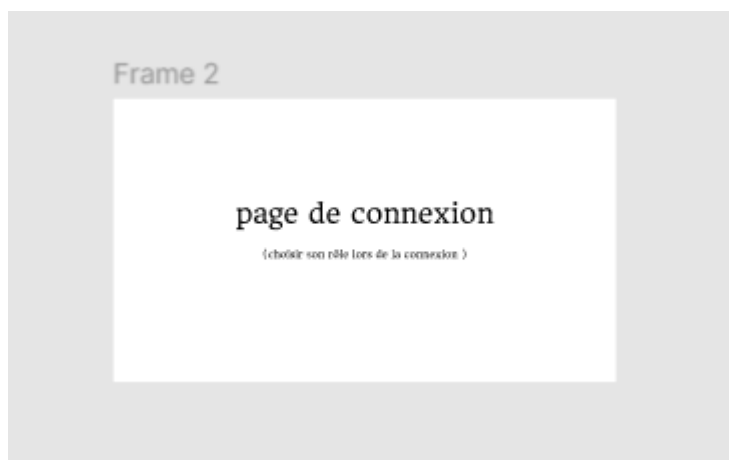 Frame 2
page de connexion
(choisir son rôle lors de la connexion )